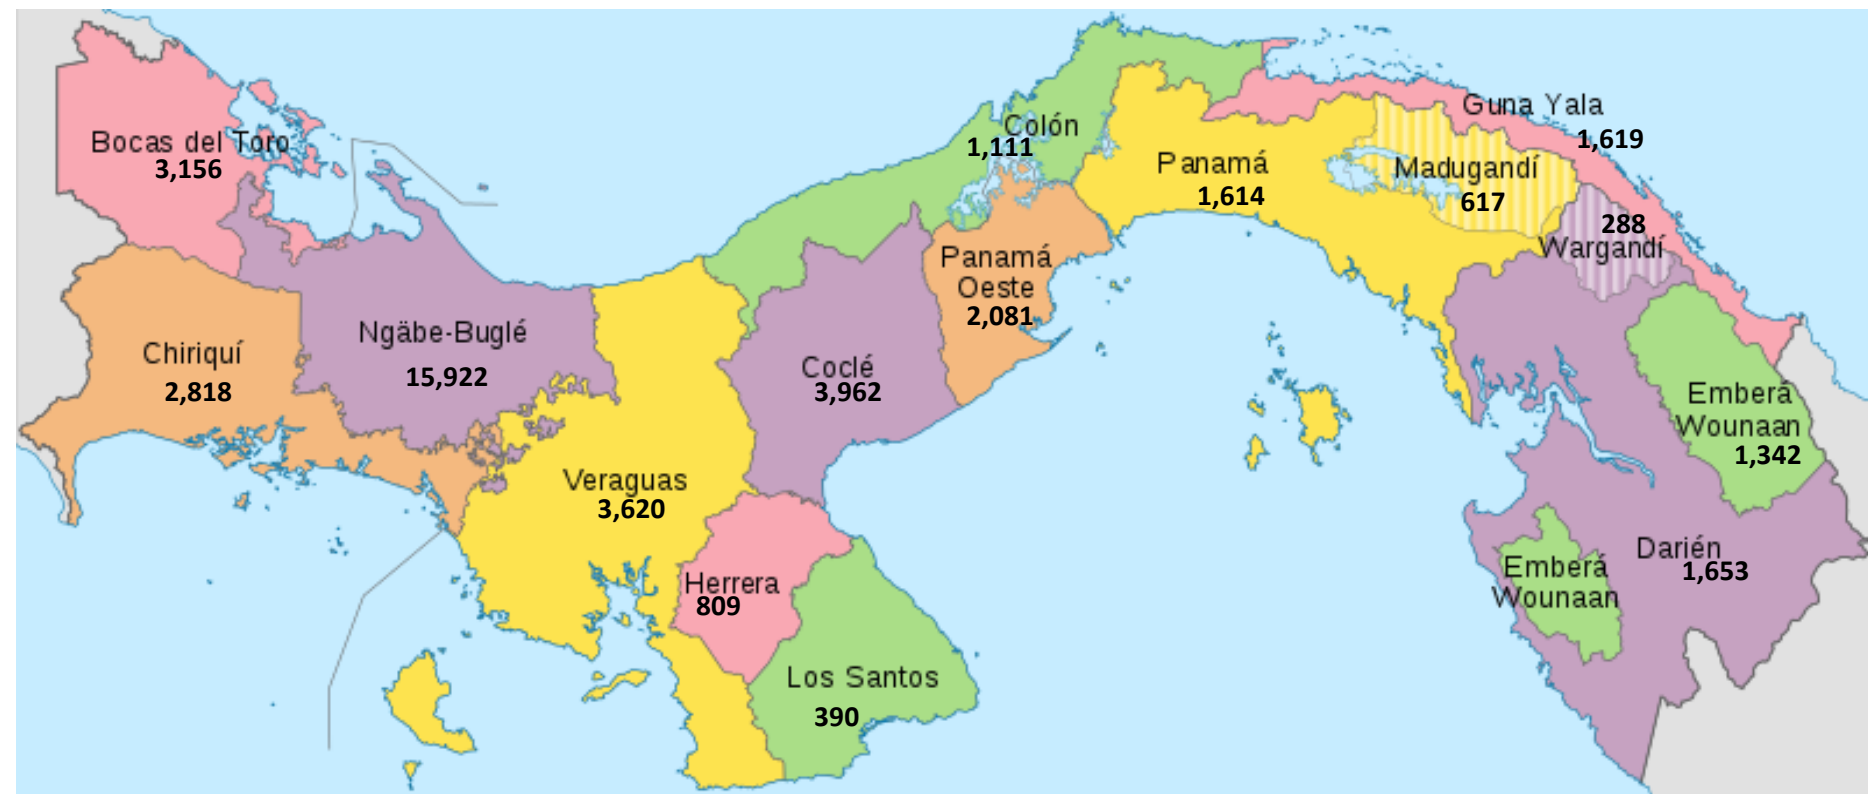 Bocas del Toro
3,156
Chiriquí
2,818
Ngäbe-Buglé
15,922
Veraguas
3,620
Herrera
809
Los Santos
390
Coclé
3,962
Colón
1,111
Panamá
Oeste
2,081
Panamá
1,614
Guna Yala
1,619
Madugandí
617
288
Wargandí
Emberá
Wounaan
1,342
Darién
1,653
Emberá
Wounaan